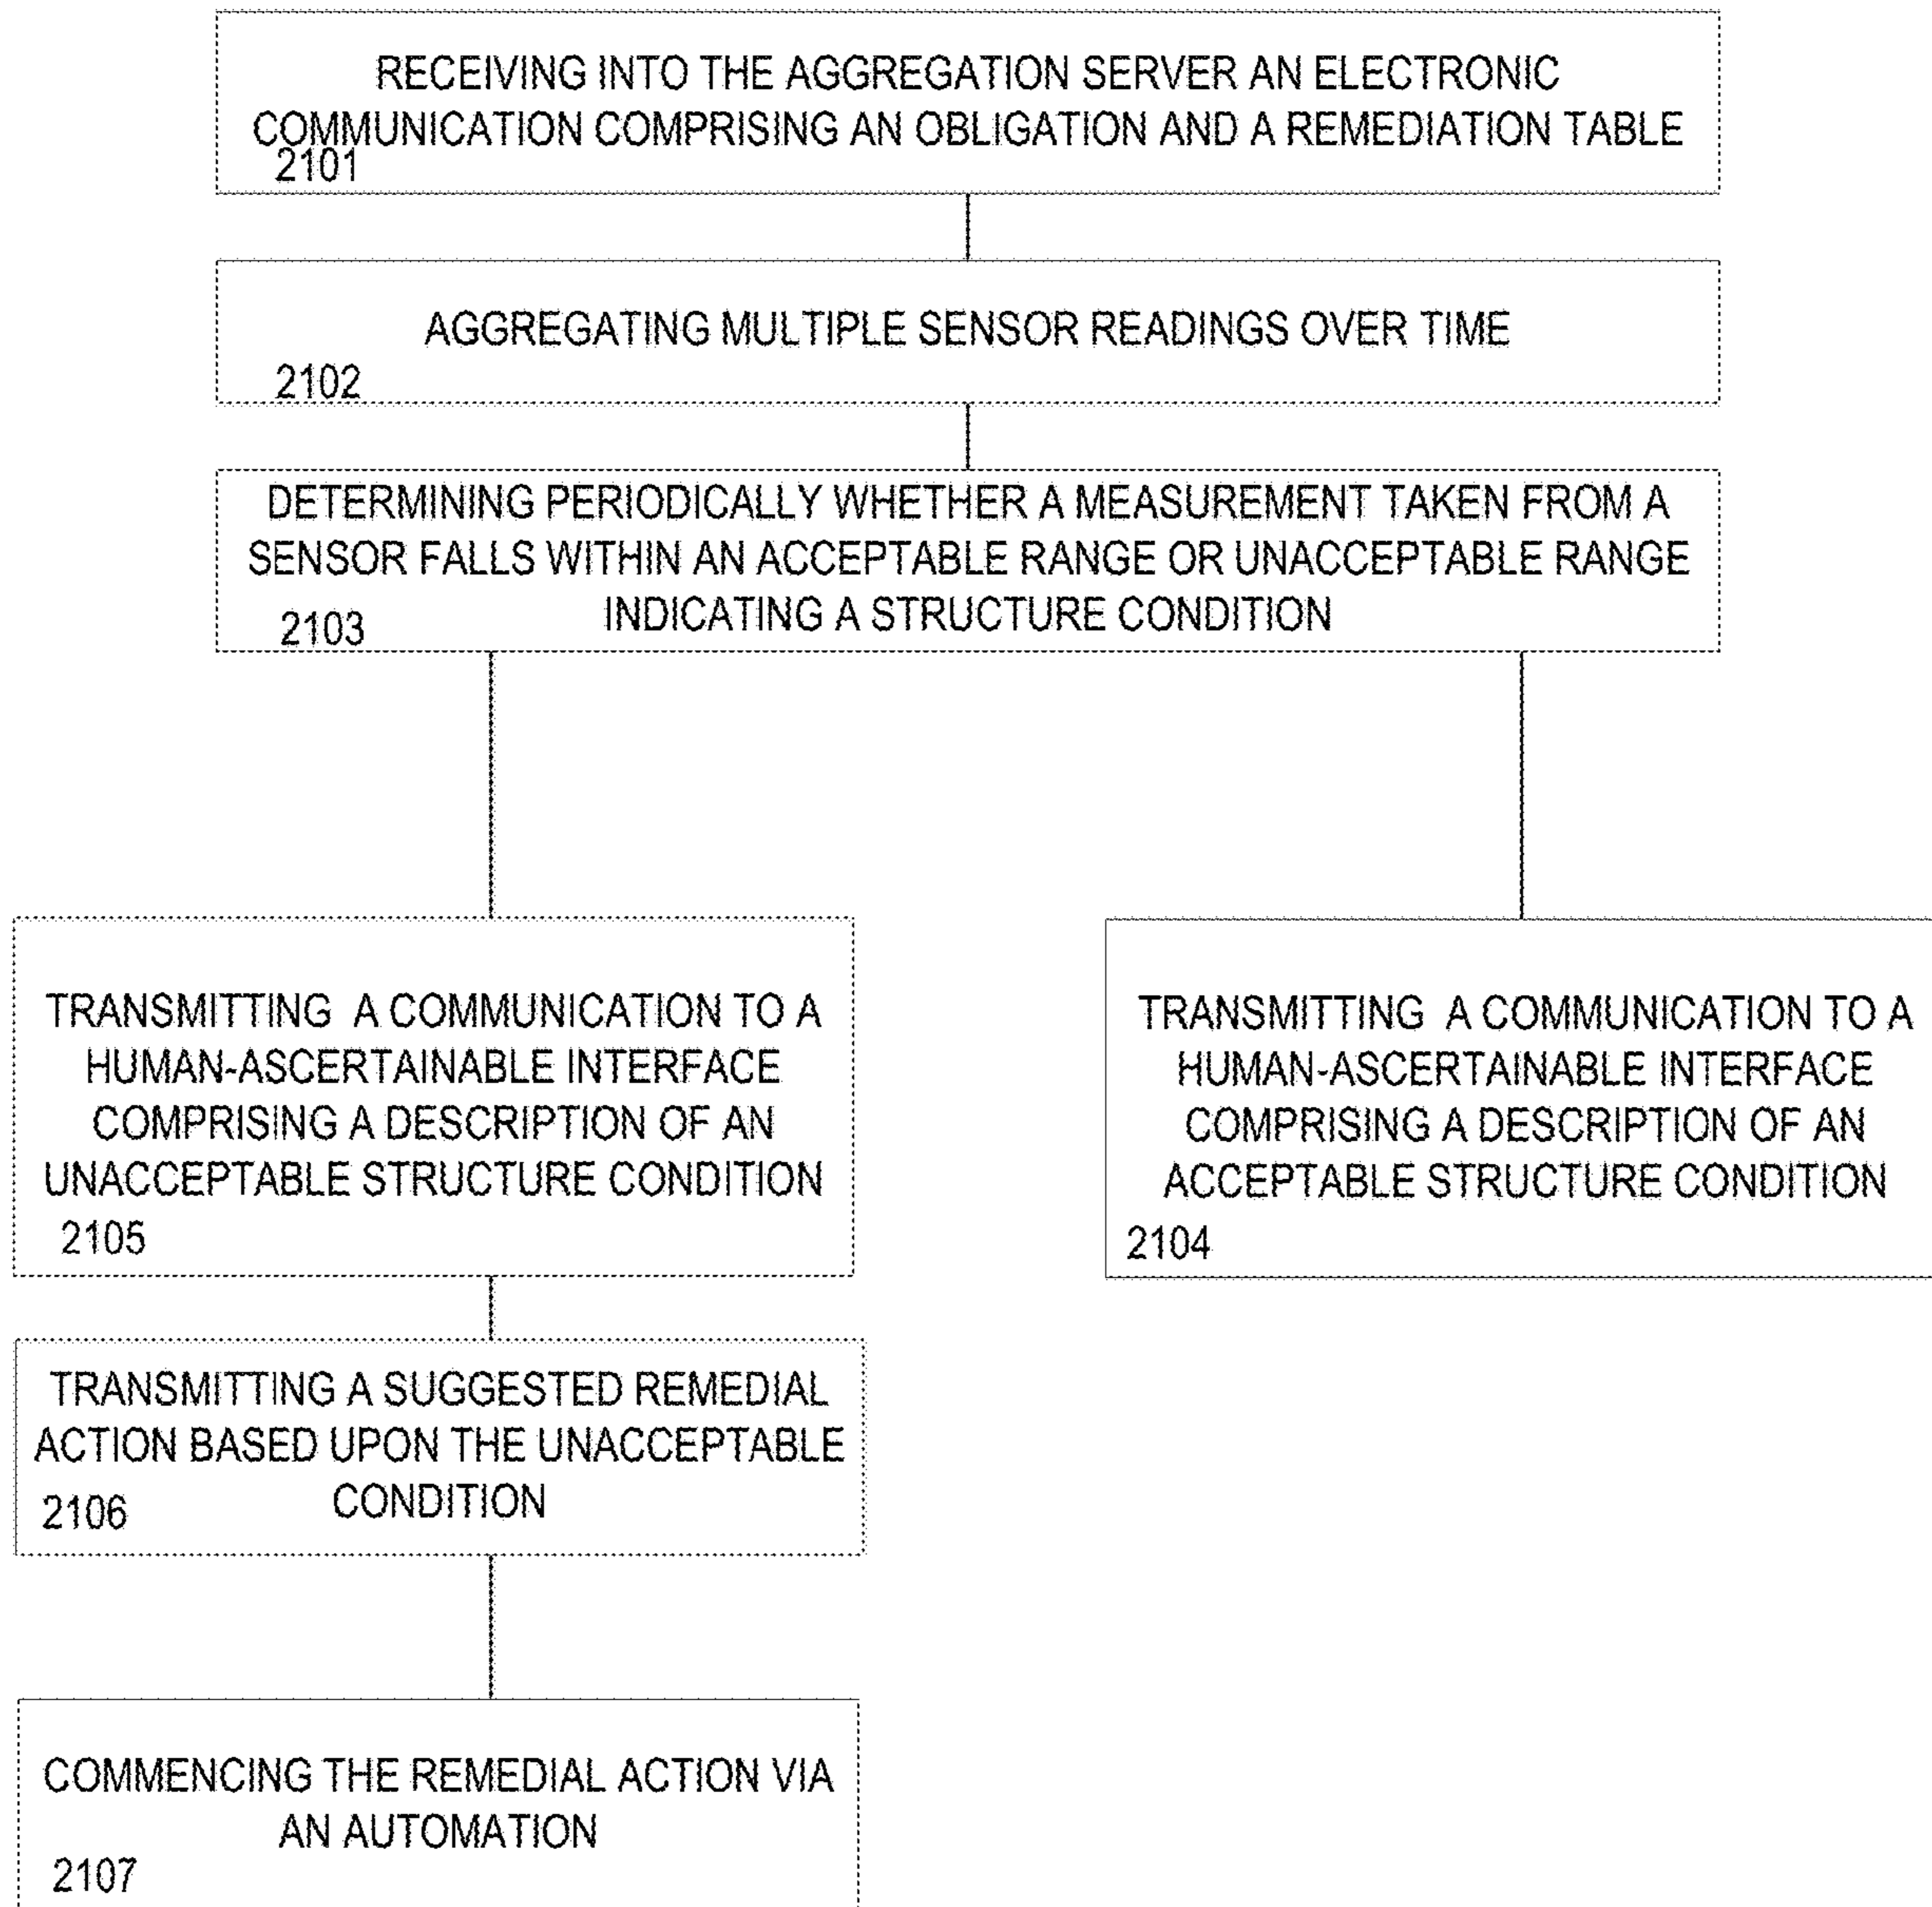 RECEIVING INTO THE AGGREGATION SERVER AN ELECTRONIC
COMMUNICATION COMPRISING AN OBLIGATION AND A REMEDIATION TABLE
2101
AGGREGATING MULTIPLE SENSOR READINGS OVER TIME
2102
DETERMINING PERIODICALLY WHETHER A MEASUREMENT TAKEN FROM A
SENSOR FALLS WITHIN AN ACCEPTABLE RANGE OR UNACCEPTABLE RANGE
INDICATING A STRUCTURE CONDITION
2103
TRANSMITTING A COMMUNICATION TO A
HUMAN-ASCERTAINABLE INTERFACE
COMPRISING A DESCRIPTION OF AN
UNACCEPTABLE STRUCTURE CONDITION
2105
TRANSMITTING A COMMUNICATION TO A
HUMAN-ASCERTAINABLE INTERFACE
COMPRISING A DESCRIPTION OF AN
ACCEPTABLE STRUCTURE CONDITION
2104
TRANSMITTING A SUGGESTED REMEDIAL
ACTION BASED UPON THE UNACCEPTABLE
CONDITION
2106
COMMENCING THE REMEDIAL ACTION VIA
AN AUTOMATION
2107